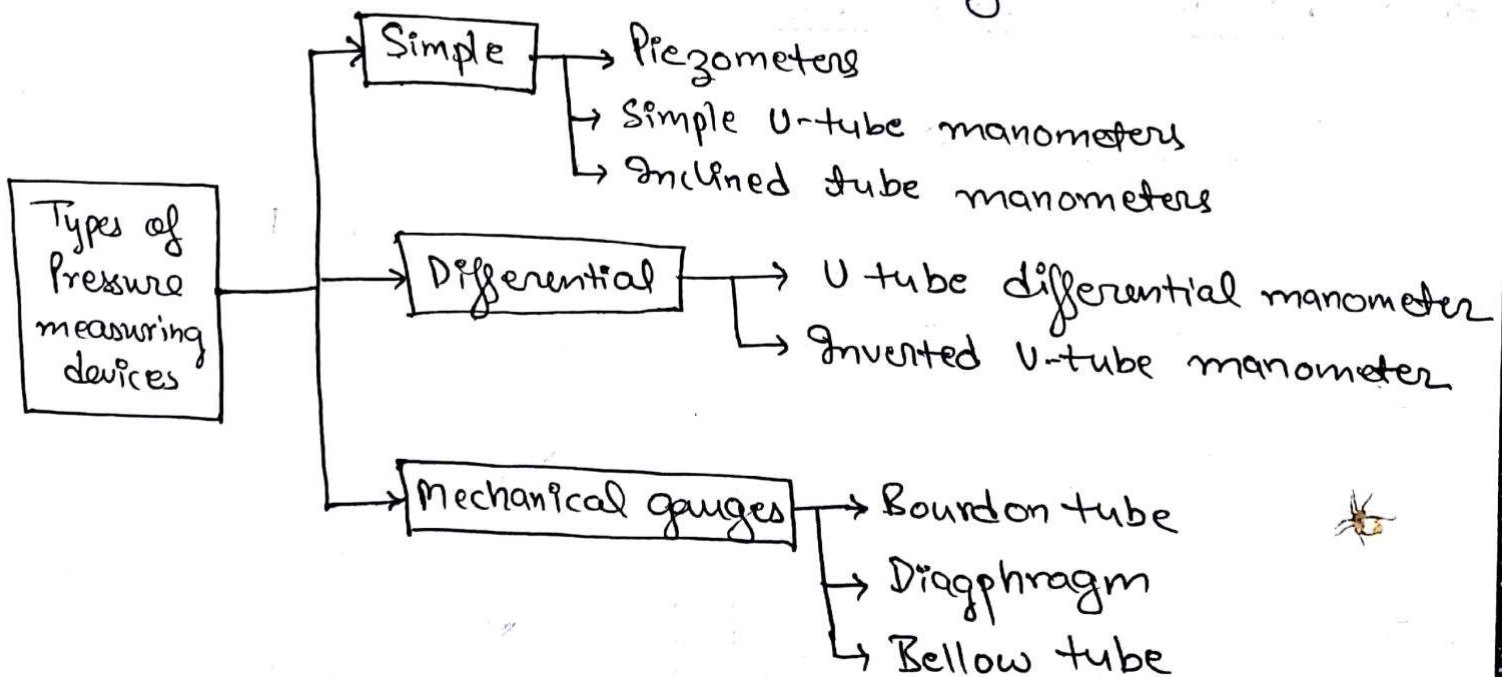 Simple
Piezometers
Simple U-tube manometers
Inclined tube manometers
Types of
Pressure
measuring
devices
Differential
U tube differential manometer
Inverted U-tube manometer
Mechanical gauges
Bourdon tube
Diagphragm
Bellow tube